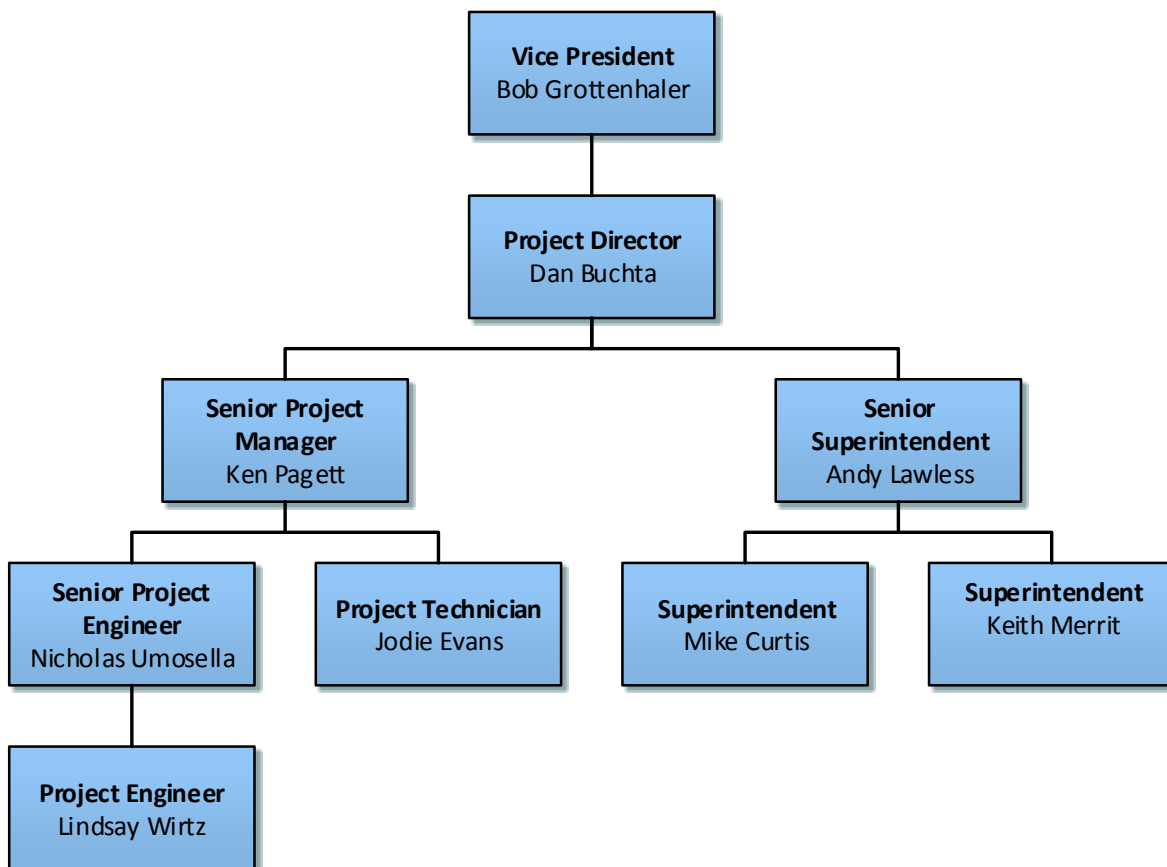 Vice President
Bob Grottenhaler
Project Director
Dan Buchta
Senior Project
Manager
Ken Pagett
Senior
Superintendent
Andy Lawless
Senior Project
Engineer
Nicholas Umosella
Project Technician
Jodie Evans
Superintendent
Mike Curtis
Superintendent
Keith Merrit
Project Engineer
Lindsay Wirtz